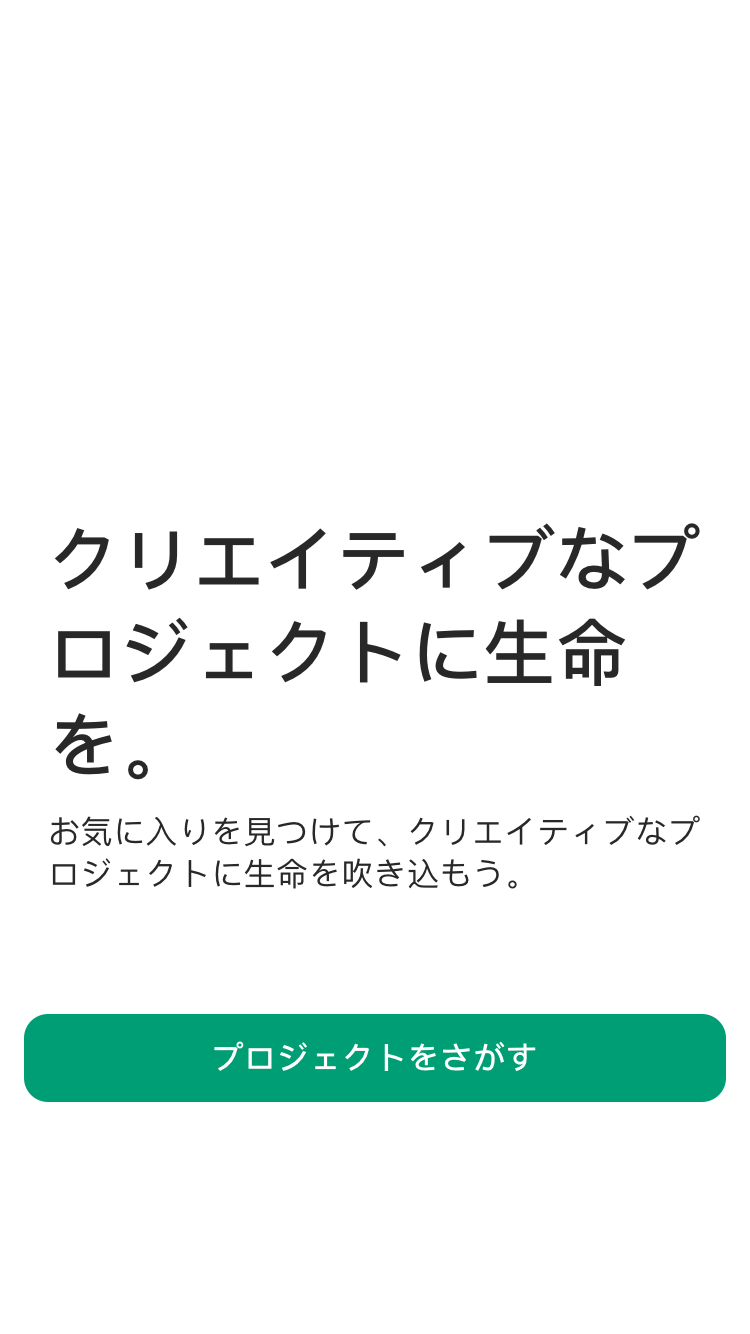 クリエイティブなプ
ロジェクトに生命
を。
お気に入りを見つけて、クリエイティブなプ
ロジェクトに生命を吹き込もう。
プロジェクトをさがす